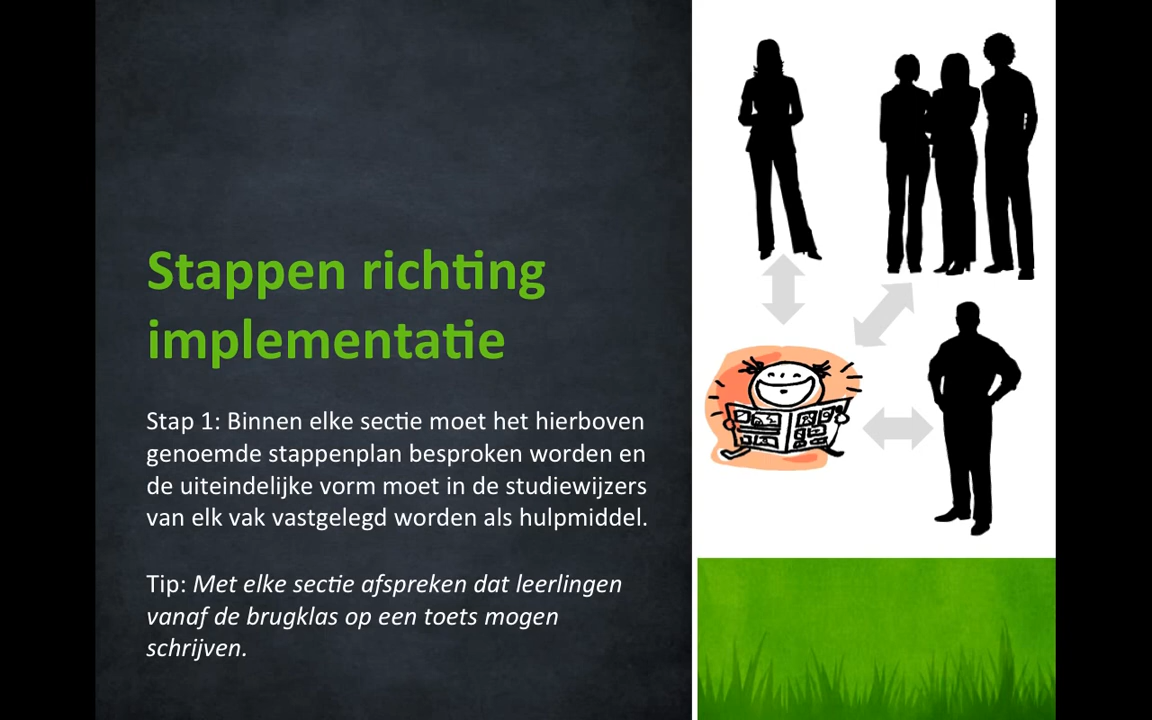 Stappen richting
implementatie
Stap 1: Binnen elke sectie moet het hierboven
genoemde stappenplan besproken worden en
de uiteindelijke vorm moet in de studiewijzers
van elk vak vastgelegd worden als hulpmiddel.
Tip: Met elke sectie afspreken dat leerlingen
vanaf de brugklas op een toets mogen
schrijven.